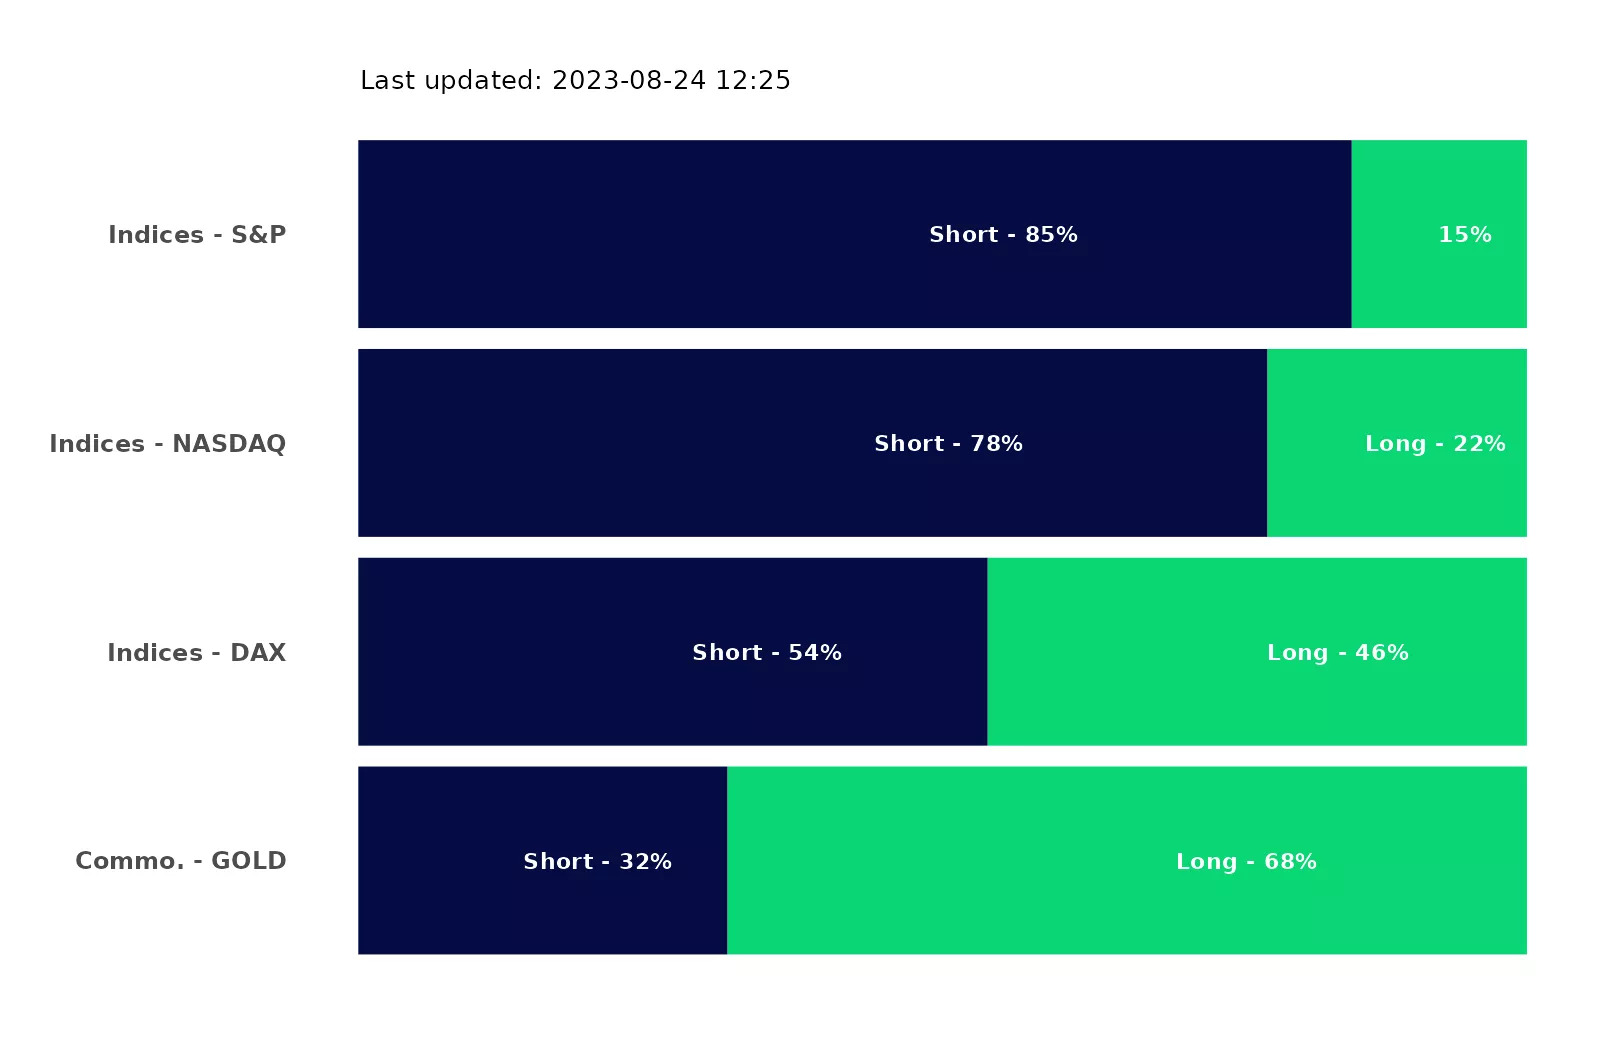 Last updated: 2023-08-24 12:25
Indices - S&P Short - 85% 15%
Indices - NASDAQ Short - 78% Long - 22%
Indices - DAX Short - 54% Long - 46%
Commo. - GOLD Short - 32% Long - 68%